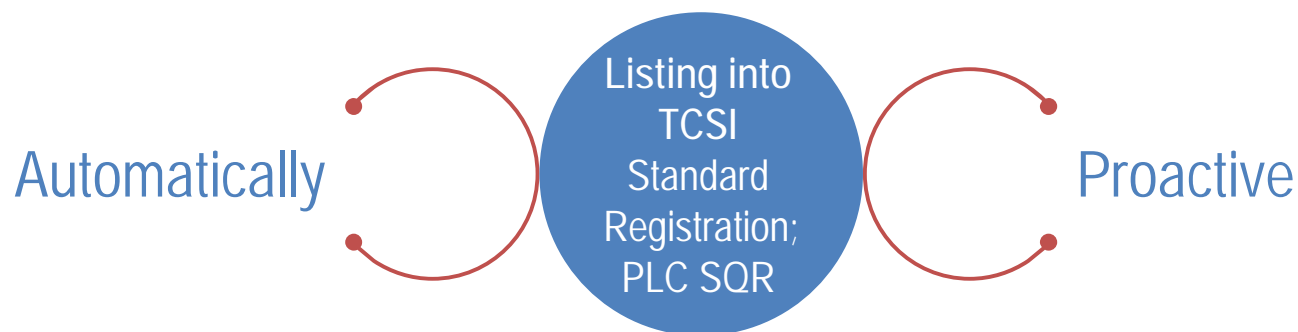 Automatically
Listing into
TCSI
Standard
Registration;
PLC SQR
Proactive